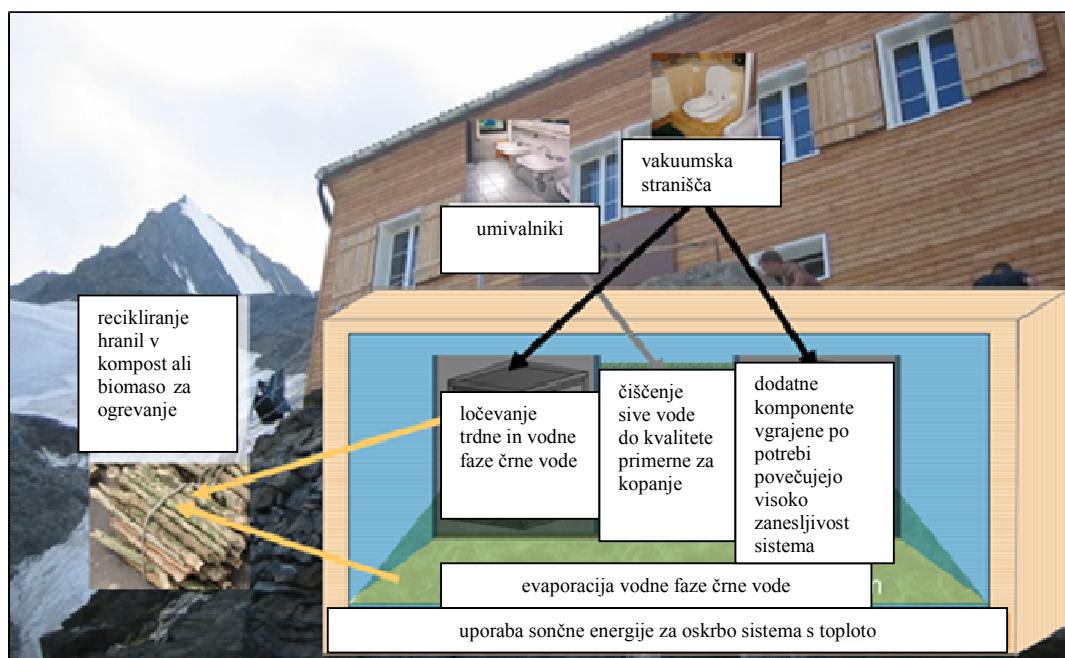 vakuumska
stranišča
umivalniki
recikliranje
hranil v
kompost ali
biomaso za
ogrevanje
ločevanje
trdne in vodne
faze črne vode
čiščenje
sive vode
do kvalitete
primerne za
kopanje
dodatne
komponente
vgrajene po
potrebi
povečujejo
visoko
zanesljivost
sistema
evaporacija vodne faze črne vode
uporaba sončne energije za oskrbo sistema s toploto